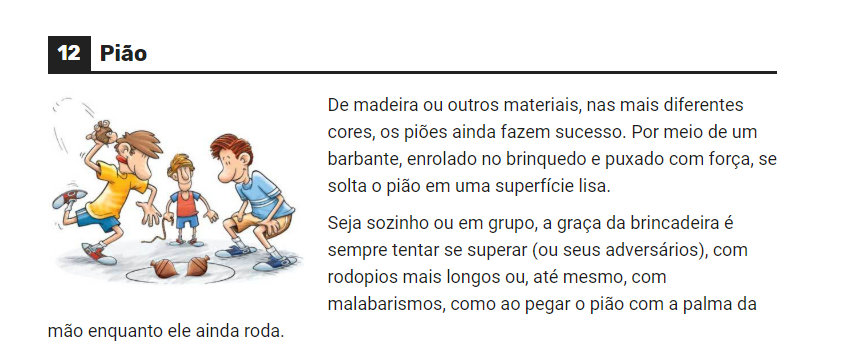 12 Pião
De madeira ou outros materiais, nas mais diferentes
cores, os piões ainda fazem sucesso. Por meio de um
barbante, enrolado no brinquedo e puxado com força, se
solta o pião em uma superfície lisa.
Seja sozinho ou em grupo, a graça da brincadeira é
sempre tentar se superar (ou seus adversários), com
rodopios mais longos ou, até mesmo, com
malabarismos, como ao pegar o pião com a palma da
mão enquanto ele ainda roda.